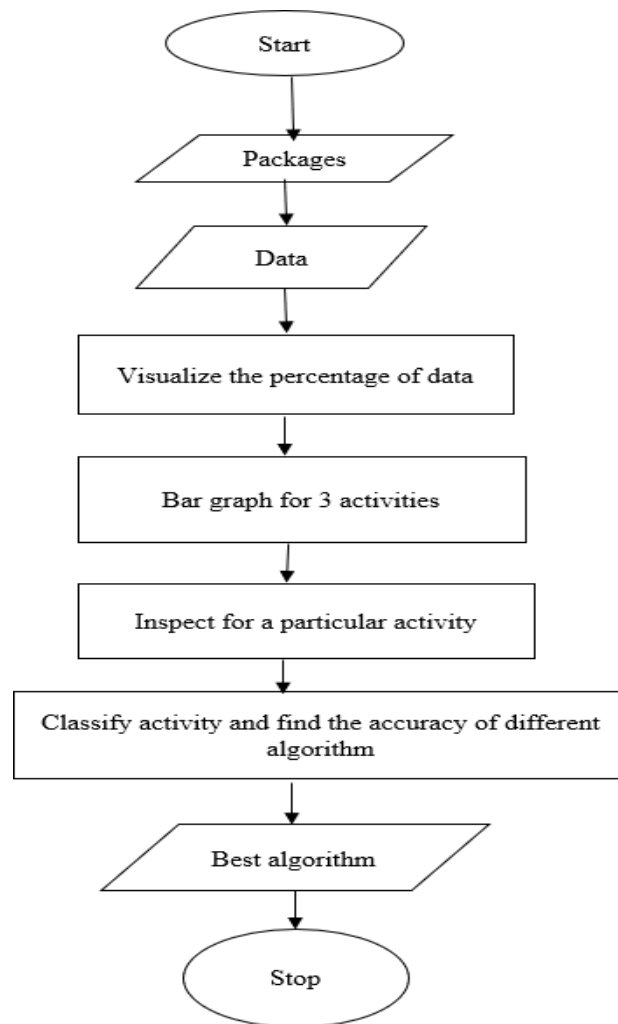 Start
Packages
Data
Visualize the percentage of data
Bar graph for 3 activities
Inspect for a particular activity
Classify activity and find the accuracy of different
algorithm
Best algorithm
Stop